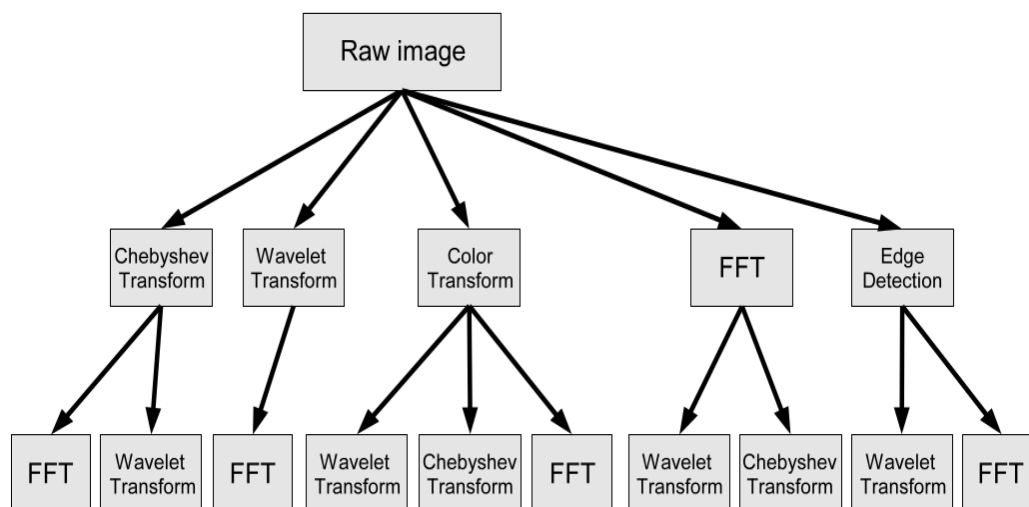 Raw image
Chebyshev
Transform
Wavelet
Transform
Color
Transform
FFT
Edge
Detection
FFT
Wavelet
Transform
FFT
Wavelet
Transform
Chebyshev
Transform
FFT
Wavelet
Transform
Chebyshev
Transform
Wavelet
Transform
FFT